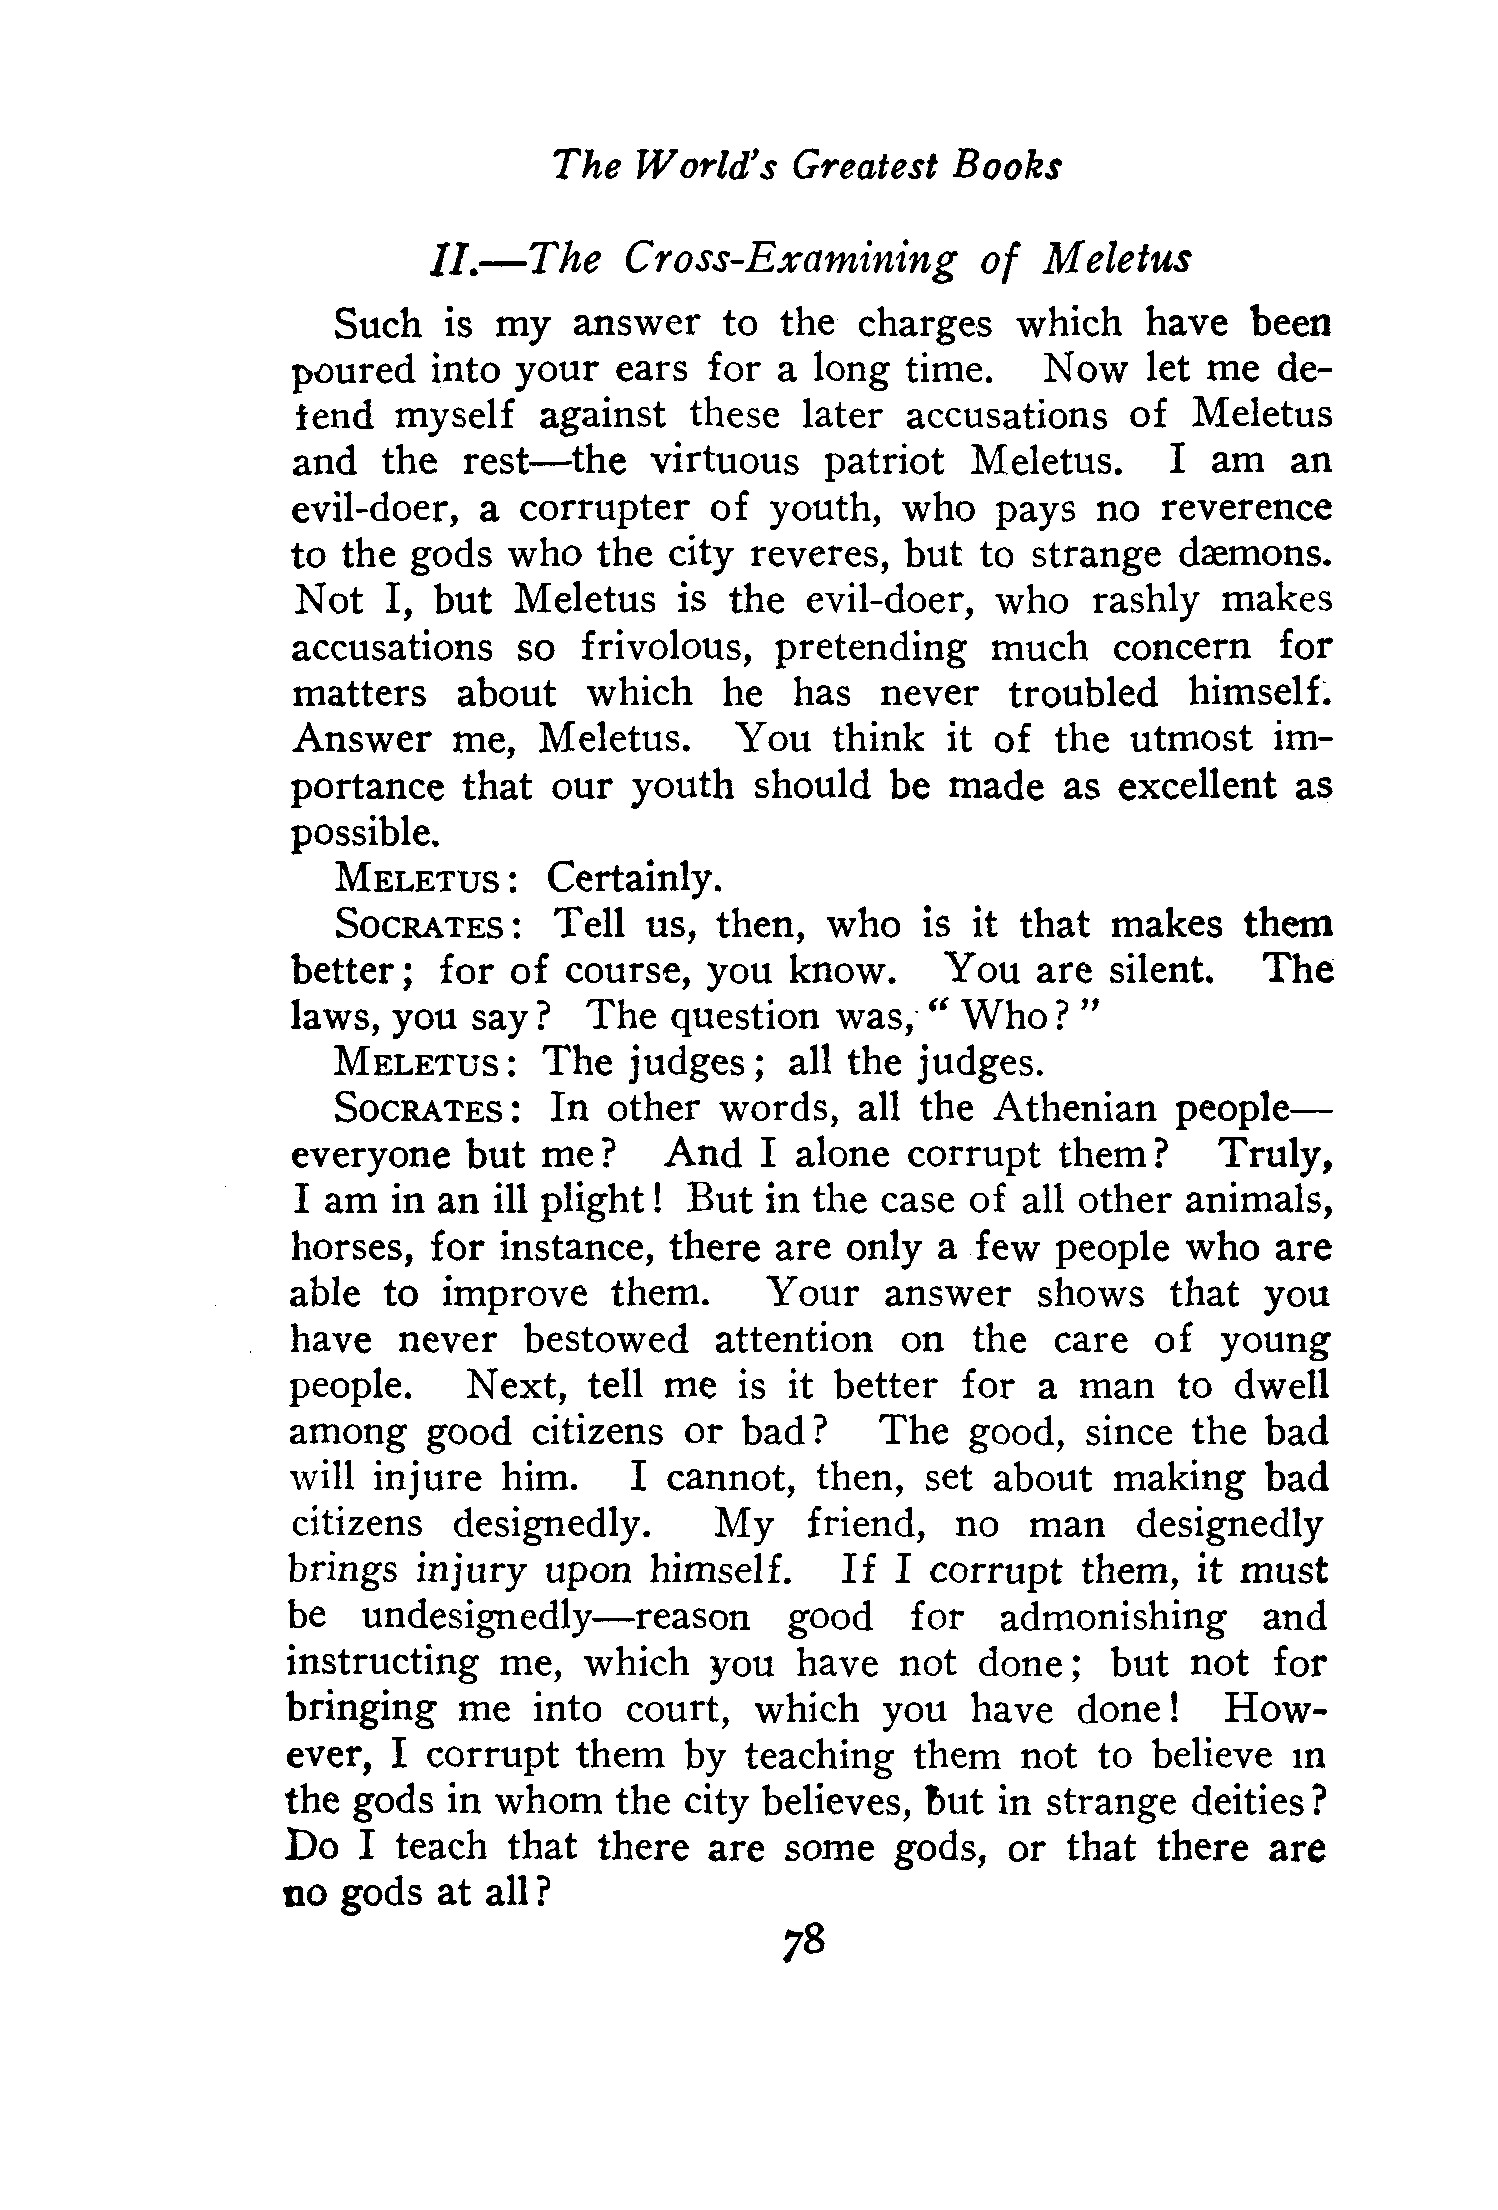 The World's Greatest Books
II.—The Cross-Examining of Meletus
Such is my answer to the charges which have been
poured into your ears for a long time. Now let me de-
fend myself against these later accusations of Meletus
and the rest—the virtuous patriot Meletus. I am an
evil-doer, a corrupter of youth, who pays no reverence
to the gods who the city reveres, but to strange dæmons.
Not I, but Meletus is the evil-doer, who rashly makes
accusations so frivolous, pretending much concern for
matters about which he has never troubled himself.
Answer me, Meletus. You think it of the utmost im-
portance that our youth should be made as excellent as
possible.
MELETUS: Certainly.
SOCRATES: Tell us, then, who is it that makes them
better; for of course, you know. You are silent. The
laws, you say? The question was, "Who?"
MELETUS: The judges; all the judges.
SOCRATES: In other words, all the Athenian people—
everyone but me? And I alone corrupt them? Truly,
I am in an ill plight! But in the case of all other animals,
horses, for instance, there are only a few people who are
able to improve them. Your answer shows that you
have never bestowed attention on the care of young
people. Next, tell me is it better for a man to dwell
among good citizens or bad? The good, since the bad
will injure him. I cannot, then, set about making bad
citizens designedly. My friend, no man designedly
brings injury upon himself. If I corrupt them, it must
be undesignedly—reason good for admonishing and
instructing me, which you have not done; but not for
bringing me into court, which you have done! How-
ever, I corrupt them by teaching them not to believe in
the gods in whom the city believes, but in strange deities?
Do I teach that there are some gods, or that there are
no gods at all?
78